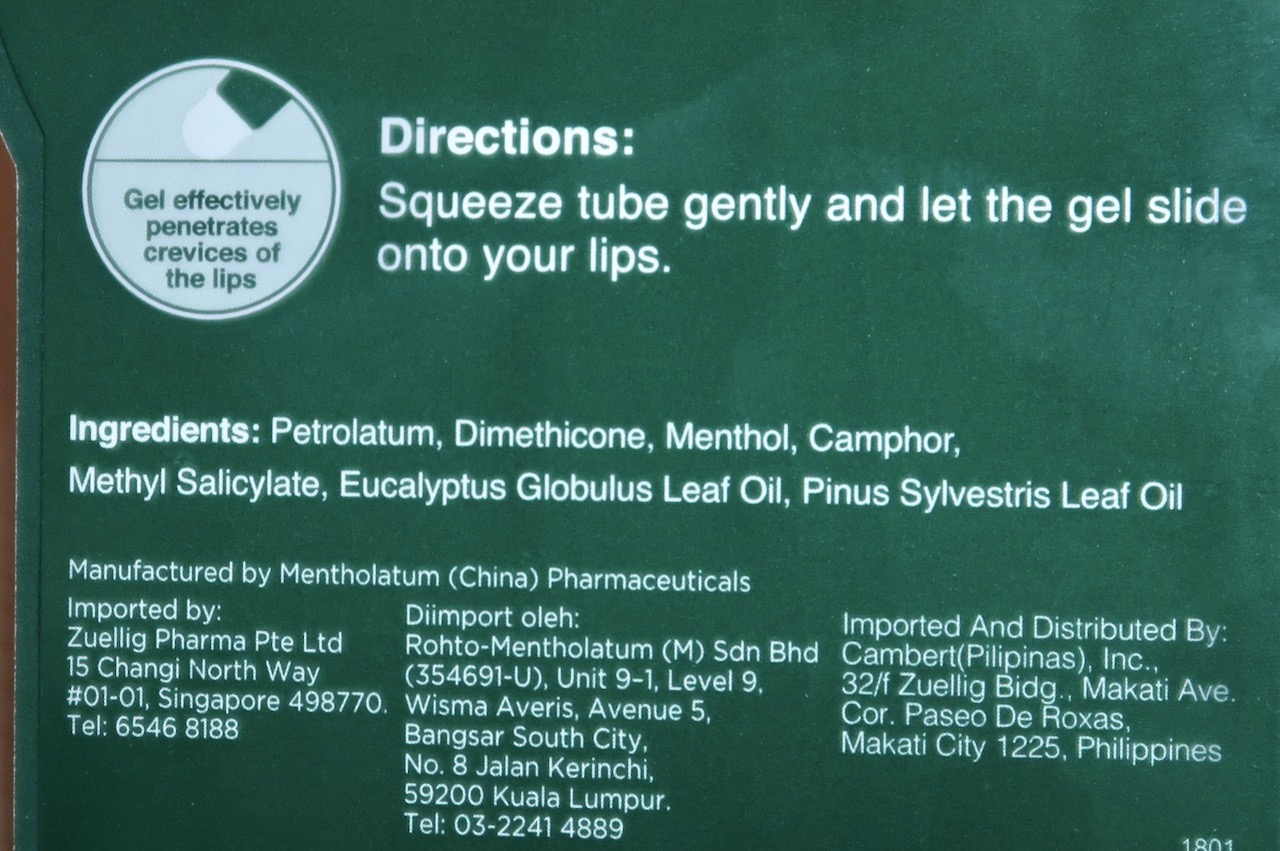 Gel effectively
penetrates
crevices of
the lips
Directions:
Squeeze tube gently and let the gel slide
onto your lips.
Ingredients: Petrolatum, Dimethicone, Menthol, Camphor,
Methyl Salicylate, Eucalyptus Globulus Leaf Oil, Pinus Sylvestris Leaf Oil
Manufactured by Mentholatum (China) Pharmaceuticals
Imported by:
Zuellig Pharma Pte Ltd
15 Changi North Way
#01-01, Singapore 498770.
Tel: 6546 8188
Diimport oleh:
Rohto-Mentholatum (M) Sdn Bhd
(354691-U), Unit 9-1, Level 9,
Wisma Averis, Avenue 5,
Bangsar South City,
No. 8 Jalan Kerinchi,
59200 Kuala Lumpur.
Tel: 03-2241 4889
Imported And Distributed By:
Cambert(Pilipinas), Inc.,
32/f Zuellig Bidg., Makati Ave.
Cor. Paseo De Roxas,
Makati City 1225, Philippines
1801